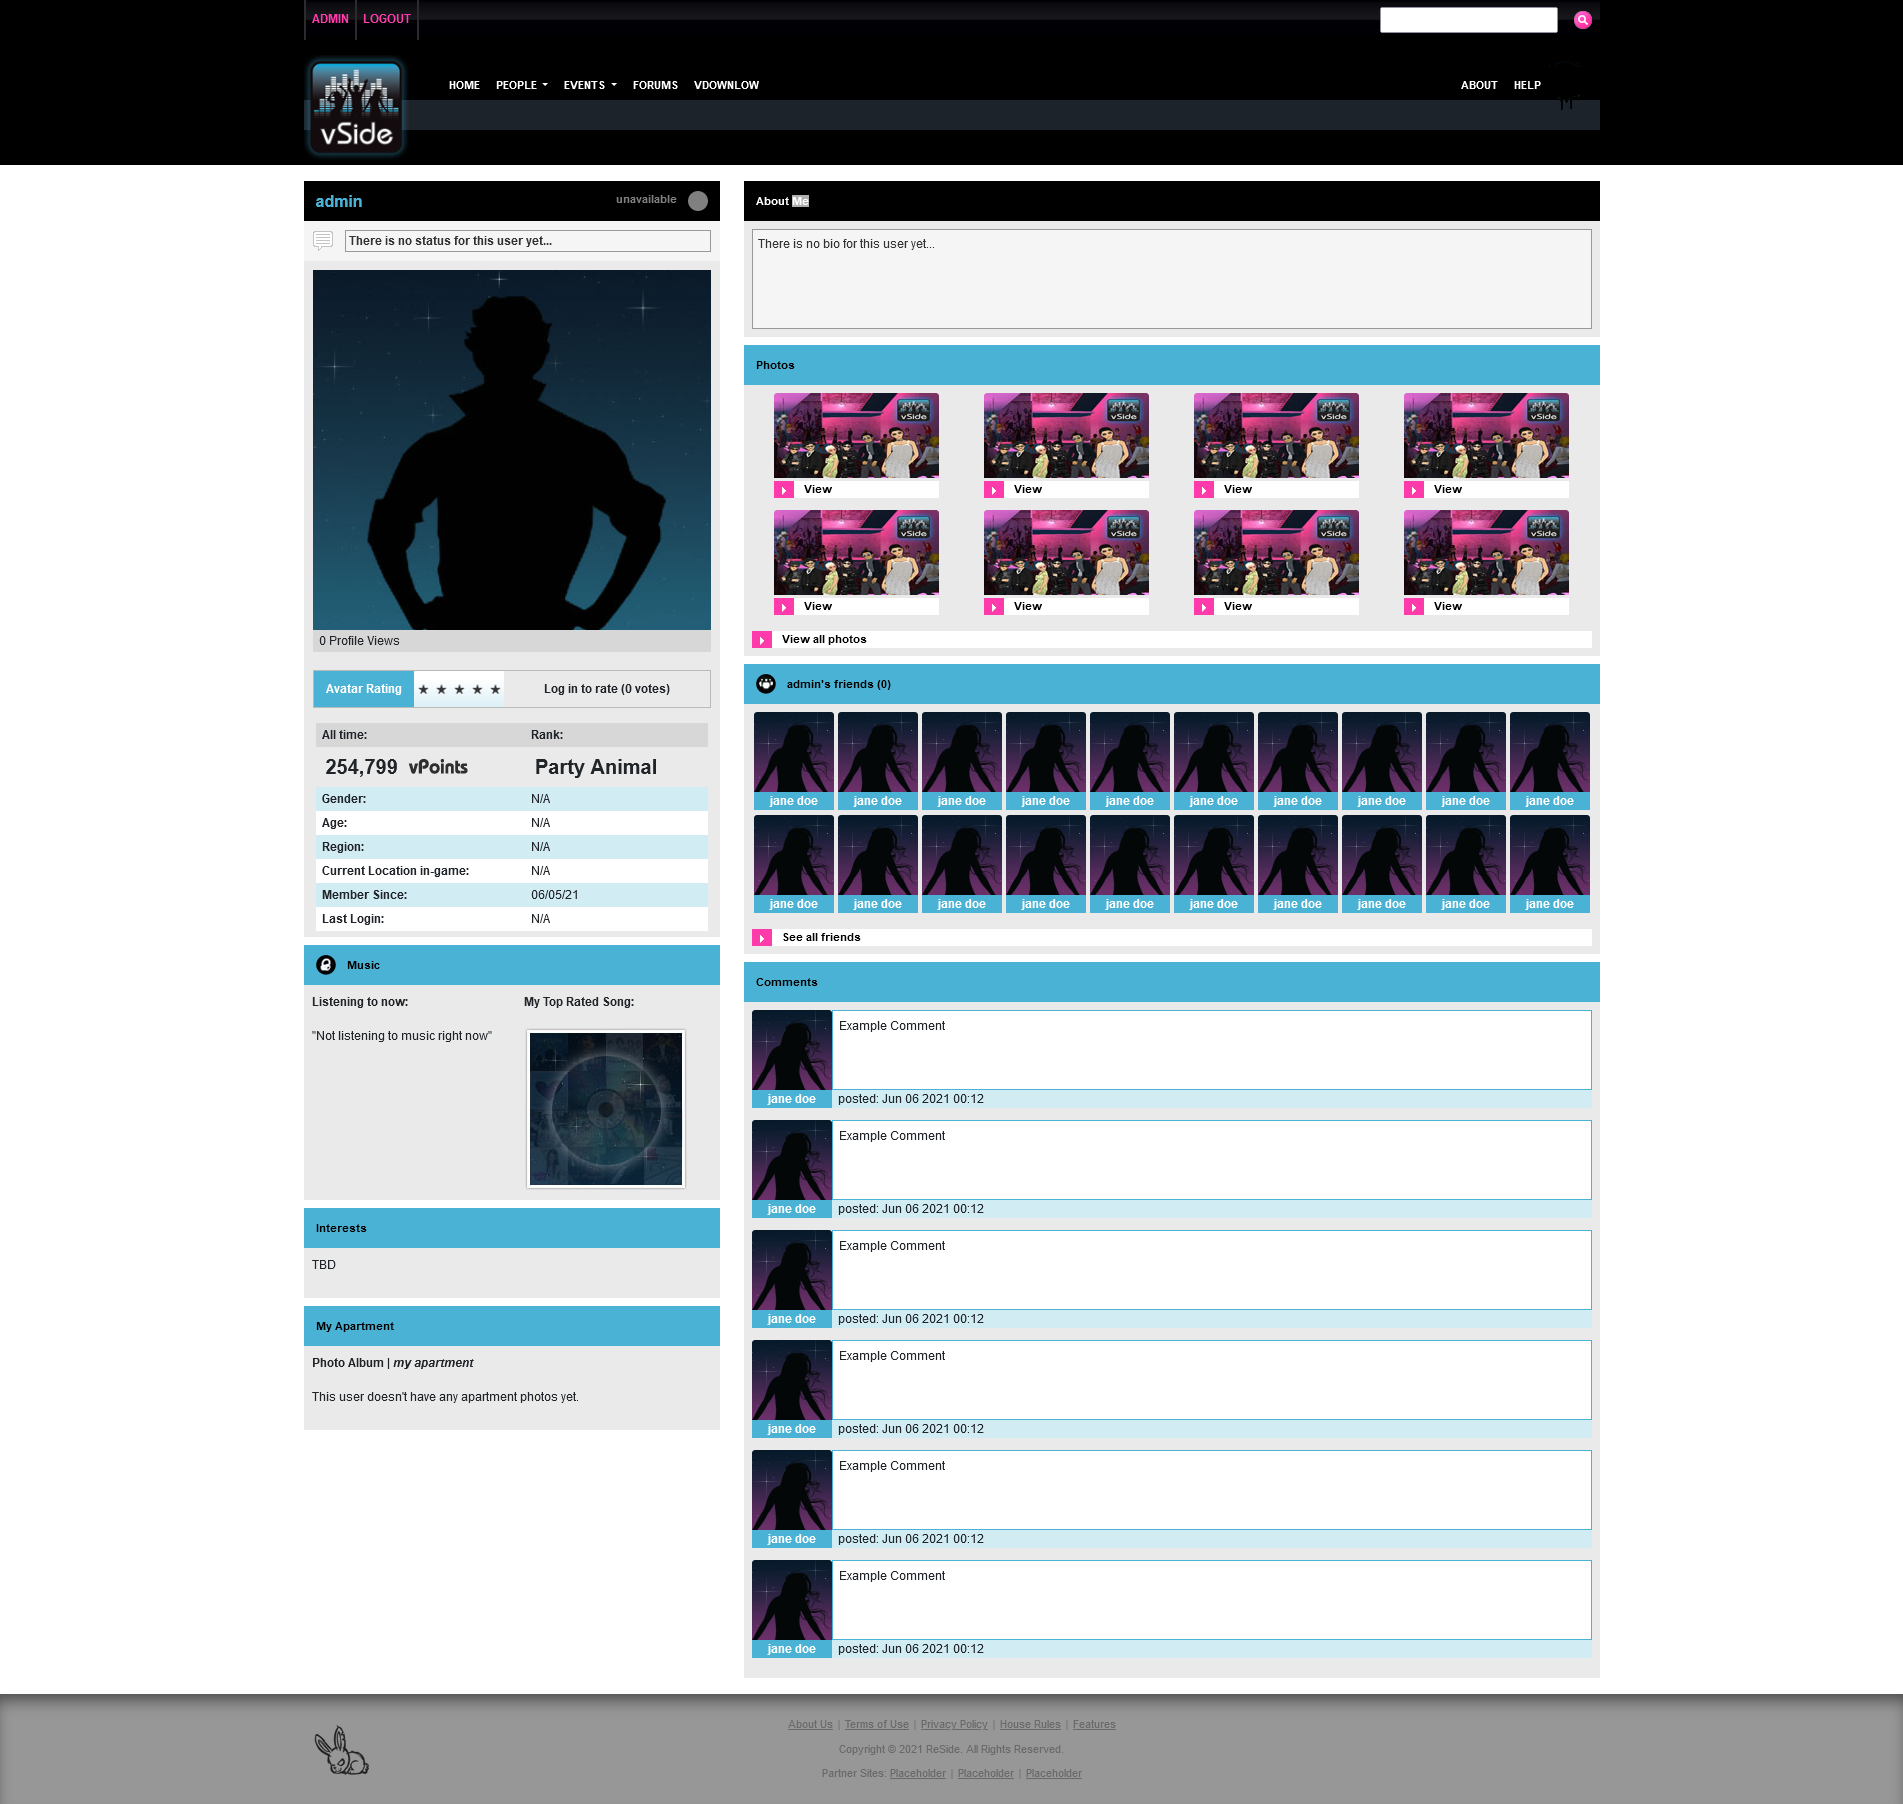 ADMIN LOGOUT
HOME PEOPLE EVENTS FORUMS VDOWNLOW ABOUT HELP
vSide
admin unavailable
There is no status for this user yet...
0 Profile Views
Avatar Rating ★ ★ ★ ★ ★ Log in to rate (0 votes)
All time: Rank:
254,799 vPoints Party Animal
Gender: N/A
Age: N/A
Region: N/A
Current Location in-game: N/A
Member Since: 06/05/21
Last Login: N/A
Music
Listening to now: My Top Rated Song:
"Not listening to music right now"
Interests
TBD
My Apartment
Photo Album | my apartment
This user doesn't have any apartment photos yet.
About Me
There is no bio for this user yet...
Photos
vSide vSide vSide vSide
View View View View
vSide vSide vSide vSide
View View View View
View all photos
admin's friends (0)
jane doe jane doe jane doe jane doe jane doe jane doe jane doe jane doe jane doe jane doe
jane doe jane doe jane doe jane doe jane doe jane doe jane doe jane doe jane doe jane doe
See all friends
Comments
Example Comment
jane doe posted: Jun 06 2021 00:12
Example Comment
jane doe posted: Jun 06 2021 00:12
Example Comment
jane doe posted: Jun 06 2021 00:12
Example Comment
jane doe posted: Jun 06 2021 00:12
Example Comment
jane doe posted: Jun 06 2021 00:12
Example Comment
jane doe posted: Jun 06 2021 00:12
About Us | Terms of Use | Privacy Policy | House Rules | Features
Copyright © 2021 ReSide. All Rights Reserved.
Partner Sites: Placeholder | Placeholder | Placeholder